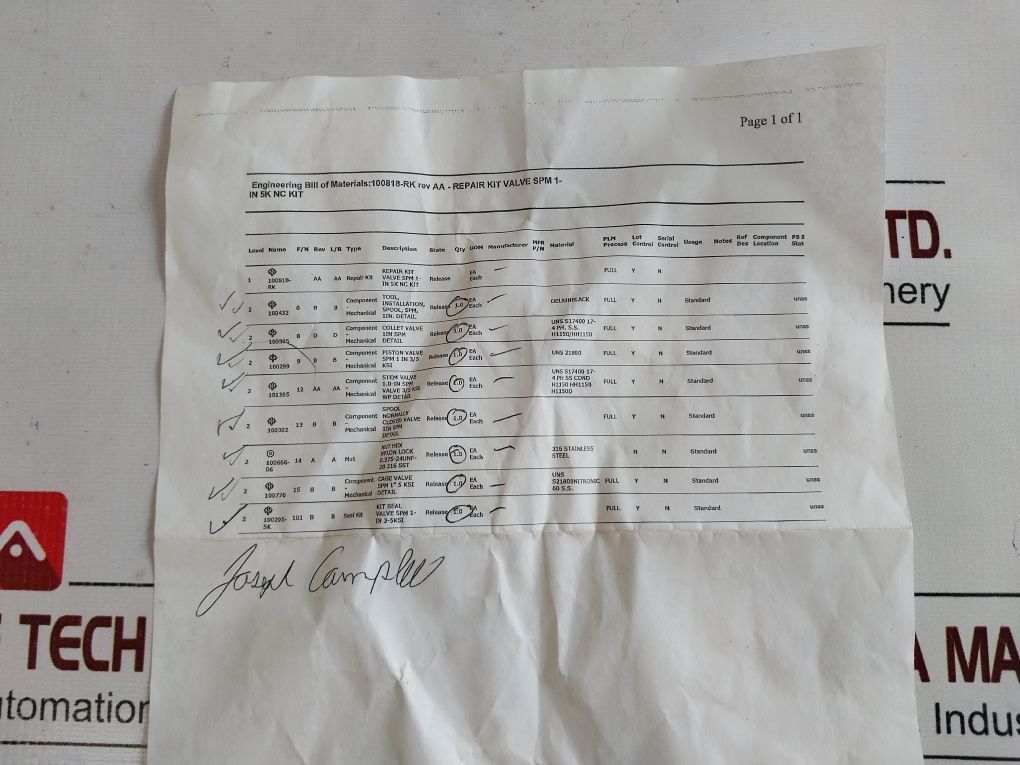 Page 1 of 1
Engineering Bill of Materials:100818-RK rev AA - REPAIR KIT VALVE SPM 1-
IN 5K NC KIT
Level Name F/N Rev L/R Type Description State Qty UOM Manufacturer MFR P/N Material PLM Process Lot Control Serial Control Usage Notes Ref Des Component Location PS 8 Stat
1 100818-RK AA AA Repair Kit REPAIR KIT VALVE SPM 1-IN 5K NC KIT Release EA Each — FULL Y N
2 100432 6 B B Component - Mechanical TOOL, INSTALLATION, SPOOL, SPM, 1IN. DETAIL Release 1.0 EA Each — DELRINBLACK FULL Y N Standard unas
2 100305 8 D D Component - Mechanical COLLET VALVE 1IN SPM DETAIL Release 1.0 EA Each — UNS S17400 17-4 PH. S.S. H1150/HH1150 FULL Y N Standard unas
2 100299 9 B B Component - Mechanical PISTON VALVE SPM 1 IN 3/5 KSI Release 1.0 EA Each — UNS 21800 FULL Y N Standard unas
2 101395 12 AA AA Component - Mechanical STEM VALVE 1.0-IN SPM VALVE 3/5 KSI WP DETAIL Release 1.0 EA Each — UNS S17400 17-4 PH SS COND H1150 HH1150 H1150D FULL Y N Standard unas
2 100302 13 B B Component - Mechanical SPOOL NORMALLY CLOSED VALVE 1IN SPM DETAIL Release 1.0 EA Each — FULL Y N Standard unas
2 100666-06 14 A A Nut NUT HEX NYLON LOCK 0.375-24UNF-2B 316 SST Release 1.0 EA Each — 316 STAINLESS STEEL N N Standard unas
2 100776 15 B B Component - Mechanical CAGE VALVE SPM 1" 5 KSI DETAIL Release 1.0 EA Each — UNS S21800NITRONIC 60 S.S. FULL Y N Standard unas
2 100295-5K 101 B B Seal Kit KIT SEAL VALVE SPM 1-IN 3-5KSI Release 1.0 EA Each — FULL Y N Standard unas
Joseph Campbell
TD.
nery
TECH
utomation
A MA
Indus